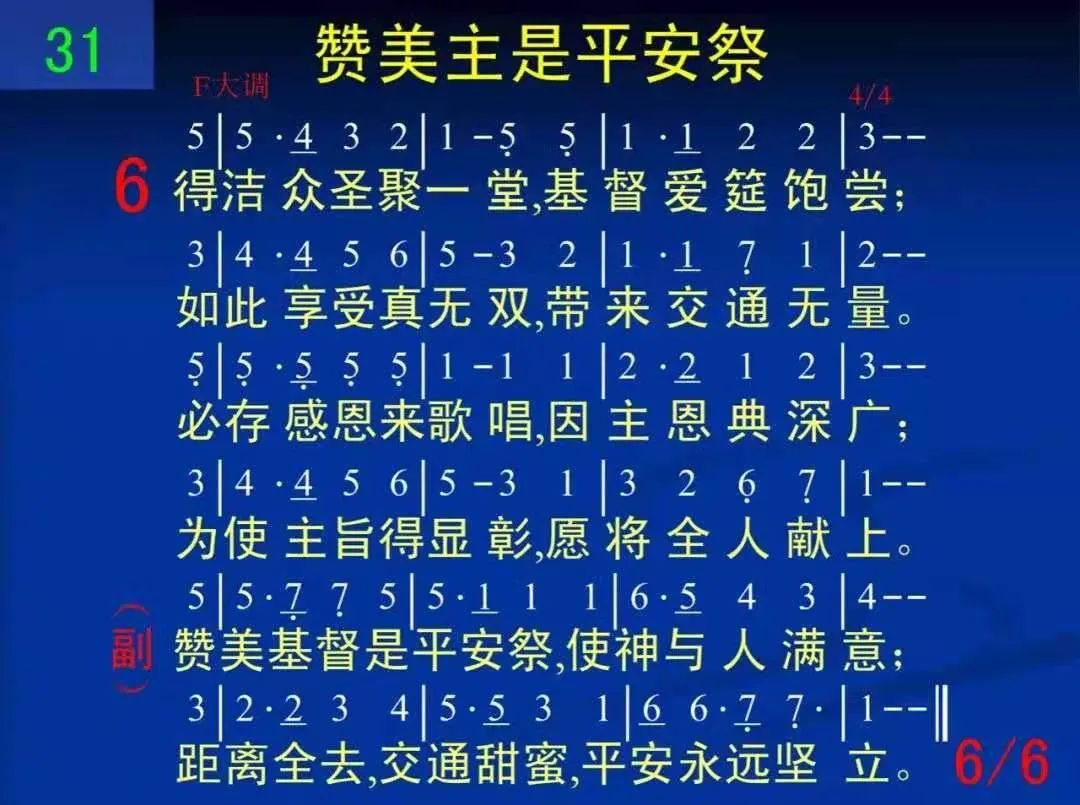 31
赞美主是平安祭
F大调 4/4
5|5·4 3 2|1 -5 5|1·1 2 2|3--
6 得洁众圣聚一堂,基督爱筵饱尝;
3|4·4 5 6|5-3 2|1·1 7 1|2--
如此享受真无双,带来交通无量。
5|5·5 5 5|1-1 1|2·2 1 2|3--
必存感恩来歌唱,因主恩典深广;
3|4·4 5 6|5-3 1|3 2 6 7|1--
为使主旨得显彰,愿将全人献上。
5|5·7 7 5|5·1 1 1|6·5 4 3|4--
(副) 赞美基督是平安祭,使神与人满意;
3|2·2 3 4|5·5 3 1|6 6·7 7·|1--‖
距离全去,交通甜蜜,平安永远坚立。
6/6